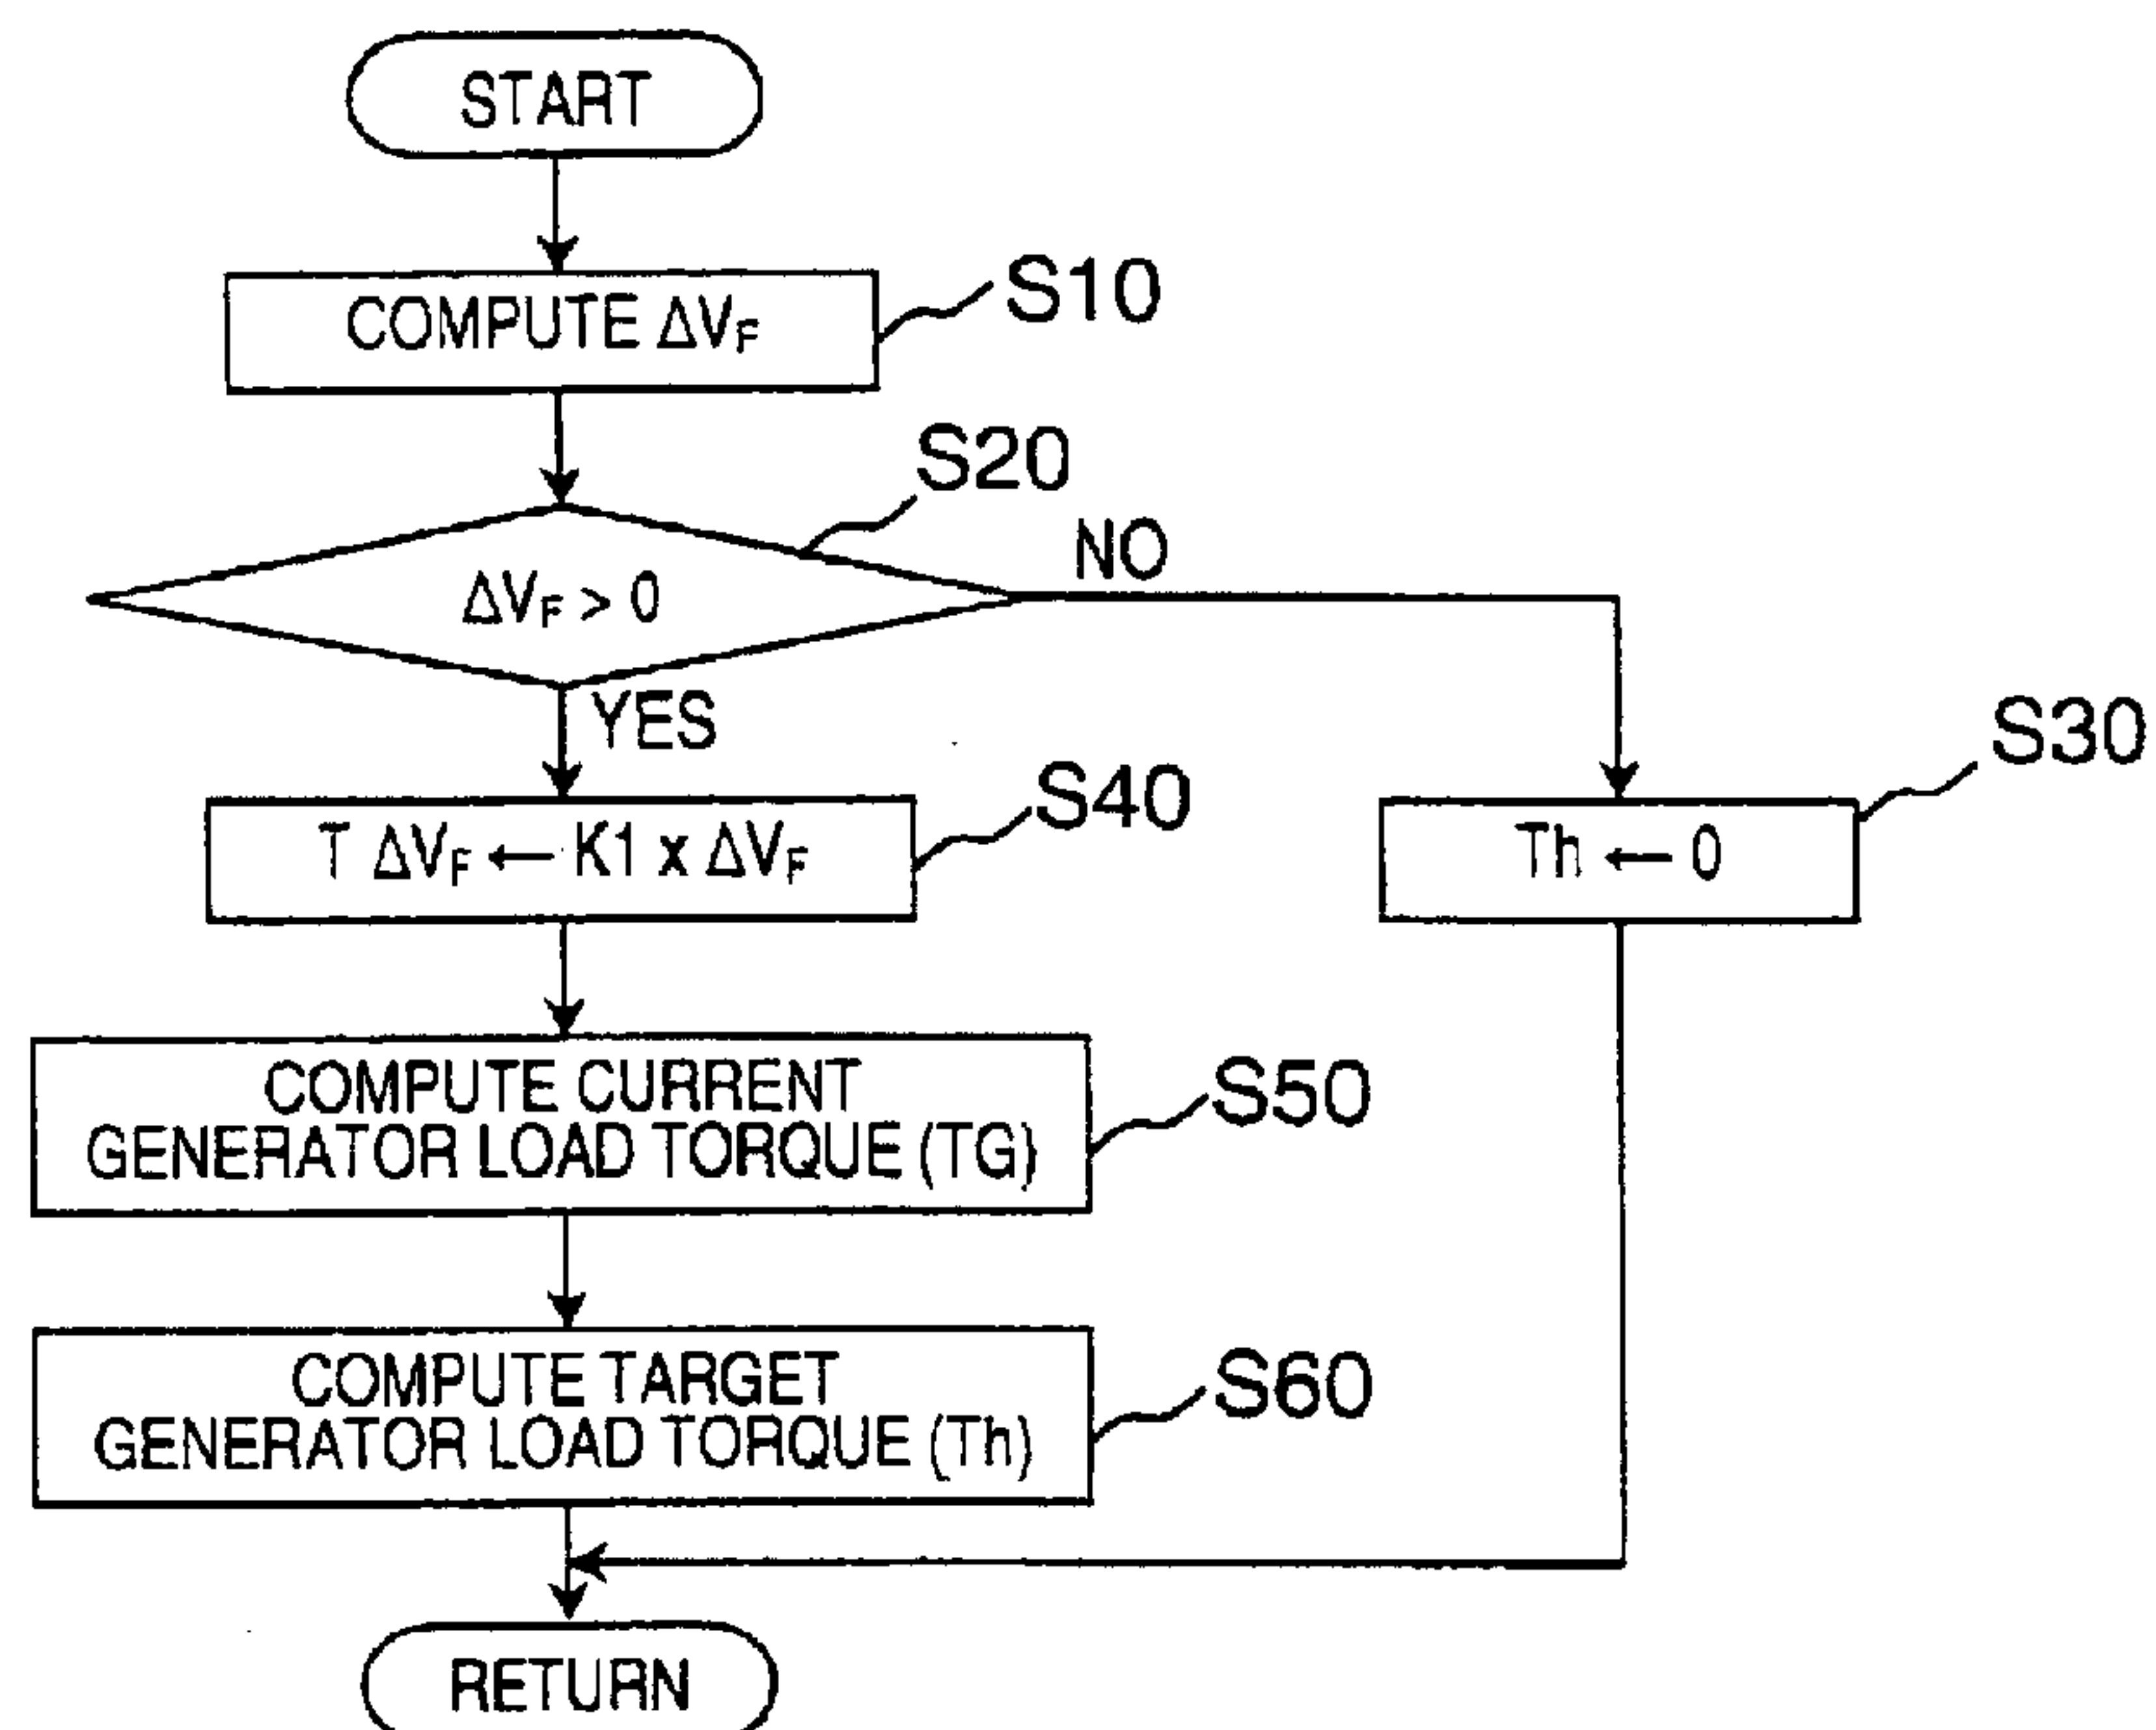 START
COMPUTE ΔVF
S10
S20
ΔVF > 0
NO
YES
S30
S40
T ΔVF ← K1 x ΔVF
Th ← 0
COMPUTE CURRENT
GENERATOR LOAD TORQUE (TG)
S50
COMPUTE TARGET
GENERATOR LOAD TORQUE (Th)
S60
RETURN